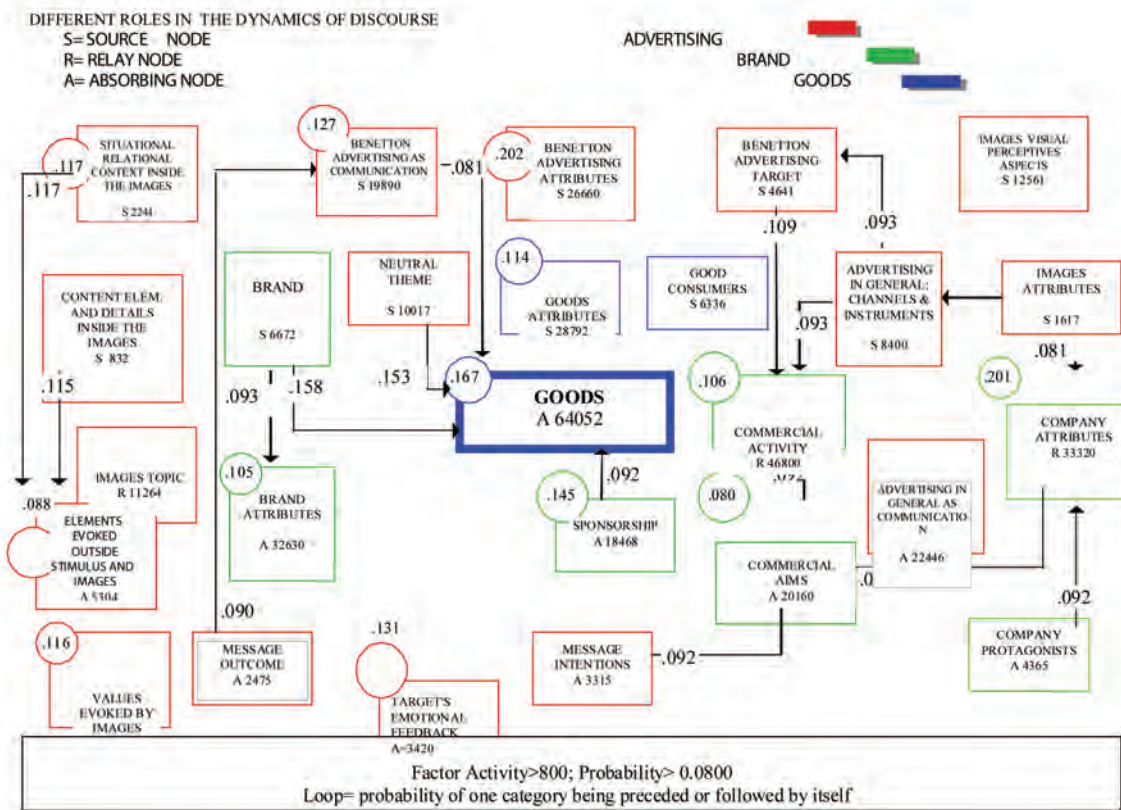 DIFFERENT ROLES IN THE DYNAMICS OF DISCOURSE
S= SOURCE NODE
R= RELAY NODE
A= ABSORBING NODE
ADVERTISING
BRAND
GOODS
.117
.117
SITUATIONAL
RELATIONAL
CONTEXT INSIDE
THE IMAGES
S 2244
.127
BENETTON
ADVERTISING AS
COMMUNICATION
S 19890
.081
.202
BENETTON
ADVERTISING
ATTRIBUTES
S 26660
BENETTON
ADVERTISING
TARGET
S 4641
.109
.093
IMAGES VISUAL
PERCEPTIVES
ASPECTS
S 12561
CONTENT ELEM.
AND DETAILS
INSIDE THE
IMAGES
S 832
.115
BRAND
S 6672
.093
.158
NEUTRAL
THEME
S 10017
.153
.114
GOODS
ATTRIBUTES
S 28792
GOOD
CONSUMERS
S 6336
.093
ADVERTISING
IN GENERAL;
CHANNELS &
INSTRUMENTS
S 8400
IMAGES
ATTRIBUTES
S 1617
.081
.167
GOODS
A 64052
.092
.106
COMMERCIAL
ACTIVITY
R 46800
.201
COMPANY
ATTRIBUTES
R 33320
IMAGES TOPIC
R 11264
.088
ELEMENTS
EVOKED
OUTSIDE
STIMULUS AND
IMAGES
A 5304
.105
BRAND
ATTRIBUTES
A 32630
.145
SPONSORSHIP
A 18468
.080
COMMERCIAL
AIMS
A 20160
ADVERTISING IN
GENERAL AS
COMMUNICATIO
N
A 22446
.092
COMPANY
PROTAGONISTS
A 4365
.116
VALUES
EVOKED BY
IMAGES
.090
MESSAGE
OUTCOME
A 2475
.131
TARGET'S
EMOTIONAL
FEEDBACK
A=3420
MESSAGE
INTENTIONS
A 3315
.092
Factor Activity>800; Probability> 0.0800
Loop= probability of one category being preceded or followed by itself